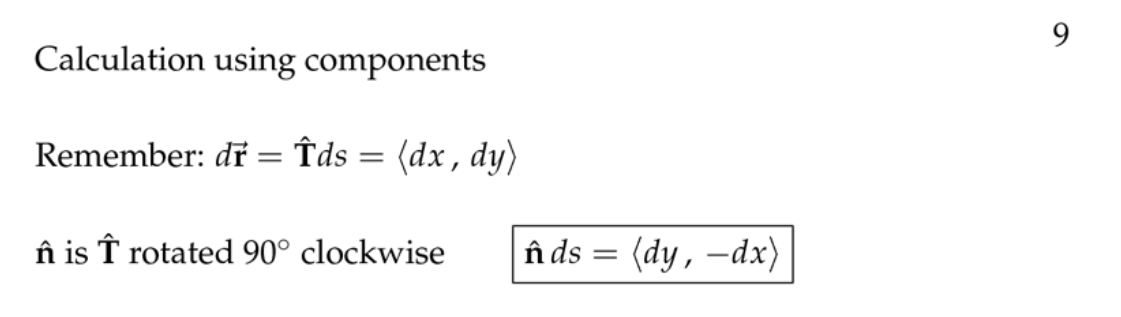 9
Calculation using components
Remember: d𝐫⃗ = 𝐓̂ds = ⟨dx , dy⟩
𝐧̂ is 𝐓̂ rotated 90° clockwise 𝐧̂ ds = ⟨dy , −dx⟩